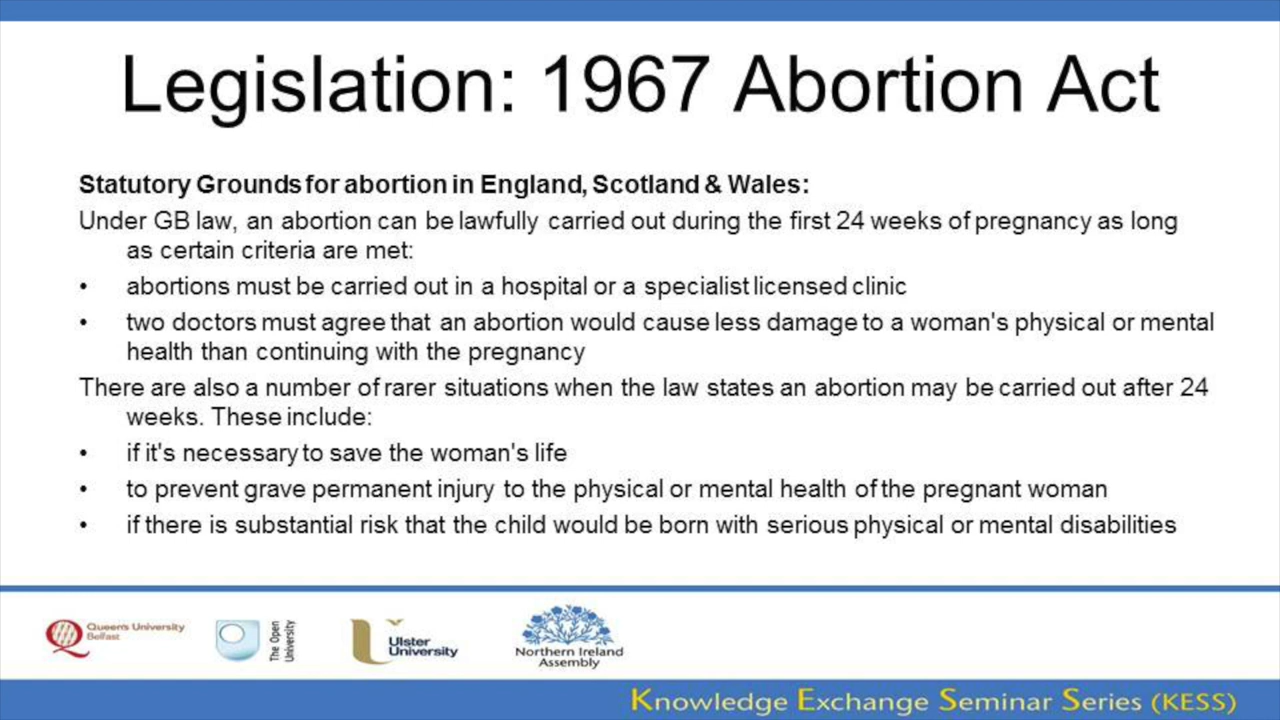 Legislation: 1967 Abortion Act
Statutory Grounds for abortion in England, Scotland & Wales:
Under GB law, an abortion can be lawfully carried out during the first 24 weeks of pregnancy as long
as certain criteria are met:
• abortions must be carried out in a hospital or a specialist licensed clinic
• two doctors must agree that an abortion would cause less damage to a woman's physical or mental
health than continuing with the pregnancy
There are also a number of rarer situations when the law states an abortion may be carried out after 24
weeks. These include:
• if it's necessary to save the woman's life
• to prevent grave permanent injury to the physical or mental health of the pregnant woman
• if there is substantial risk that the child would be born with serious physical or mental disabilities
Queen's University
Belfast
The Open
University
Ulster
University
Northern Ireland
Assembly
Knowledge Exchange Seminar Series (KESS)